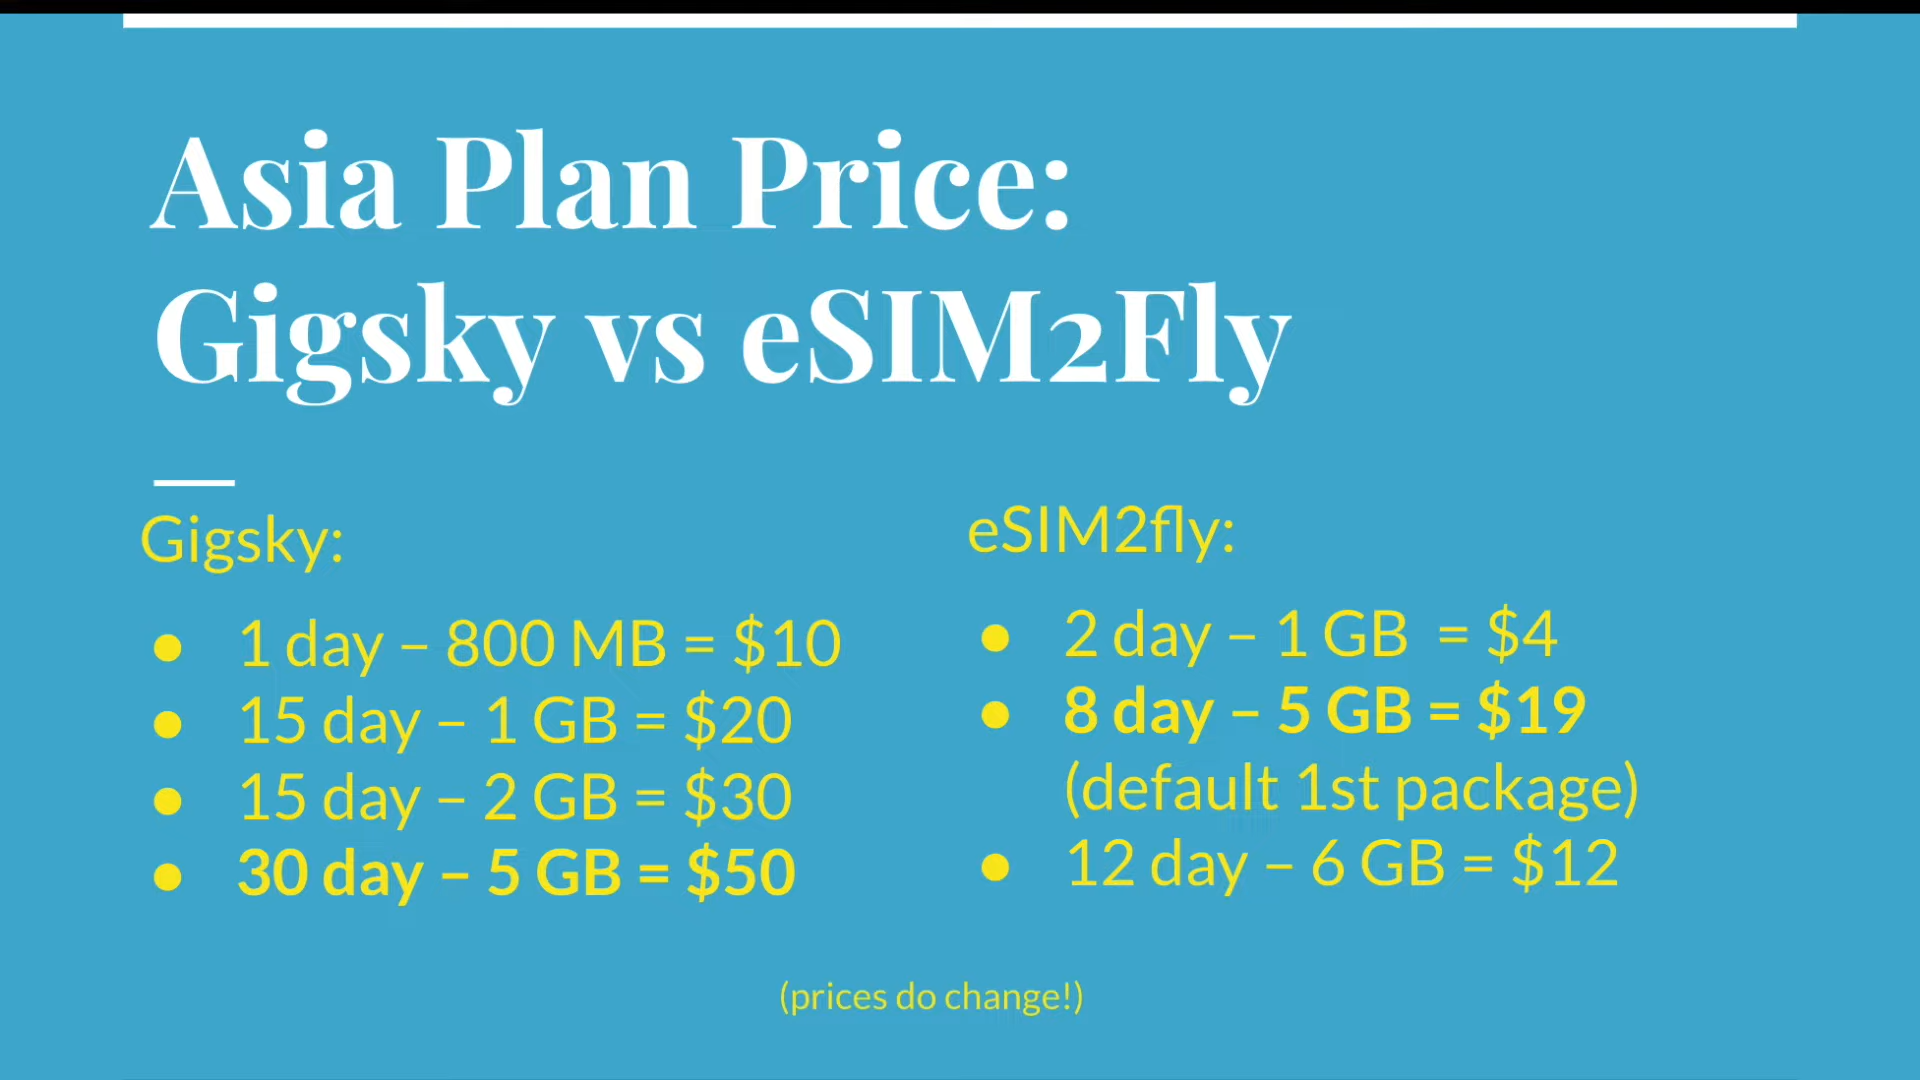 Asia Plan Price:
Gigsky vs eSIM2Fly
Gigsky:
● 1 day – 800 MB = $10
● 15 day – 1 GB = $20
● 15 day – 2 GB = $30
● 30 day – 5 GB = $50
eSIM2fly:
● 2 day – 1 GB  = $4
● 8 day – 5 GB = $19
(default 1st package)
● 12 day – 6 GB = $12
(prices do change!)